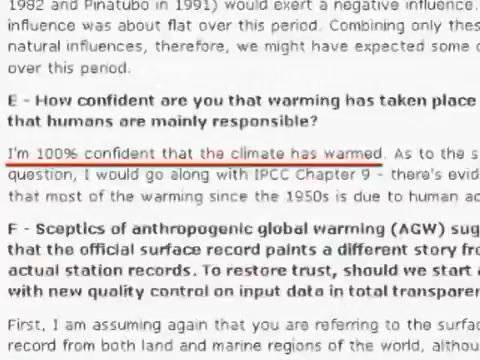 1982 and Pinatubo in 1991) would exert a negative influence.
influence was about flat over this period. Combining only thes
natural influences, therefore, we might have expected some c
over this period.
E - How confident are you that warming has taken place
that humans are mainly responsible?
I'm 100% confident that the climate has warmed. As to the s
question, I would go along with IPCC Chapter 9 - there's evid
that most of the warming since the 1950s is due to human ac
F - Sceptics of anthropogenic global warming (AGW) sug
that the official surface record paints a different story fr
actual station records. To restore trust, should we start a
with new quality control on input data in total transparen
First, I am assuming again that you are referring to the surfac
record from both land and marine regions of the world, althou